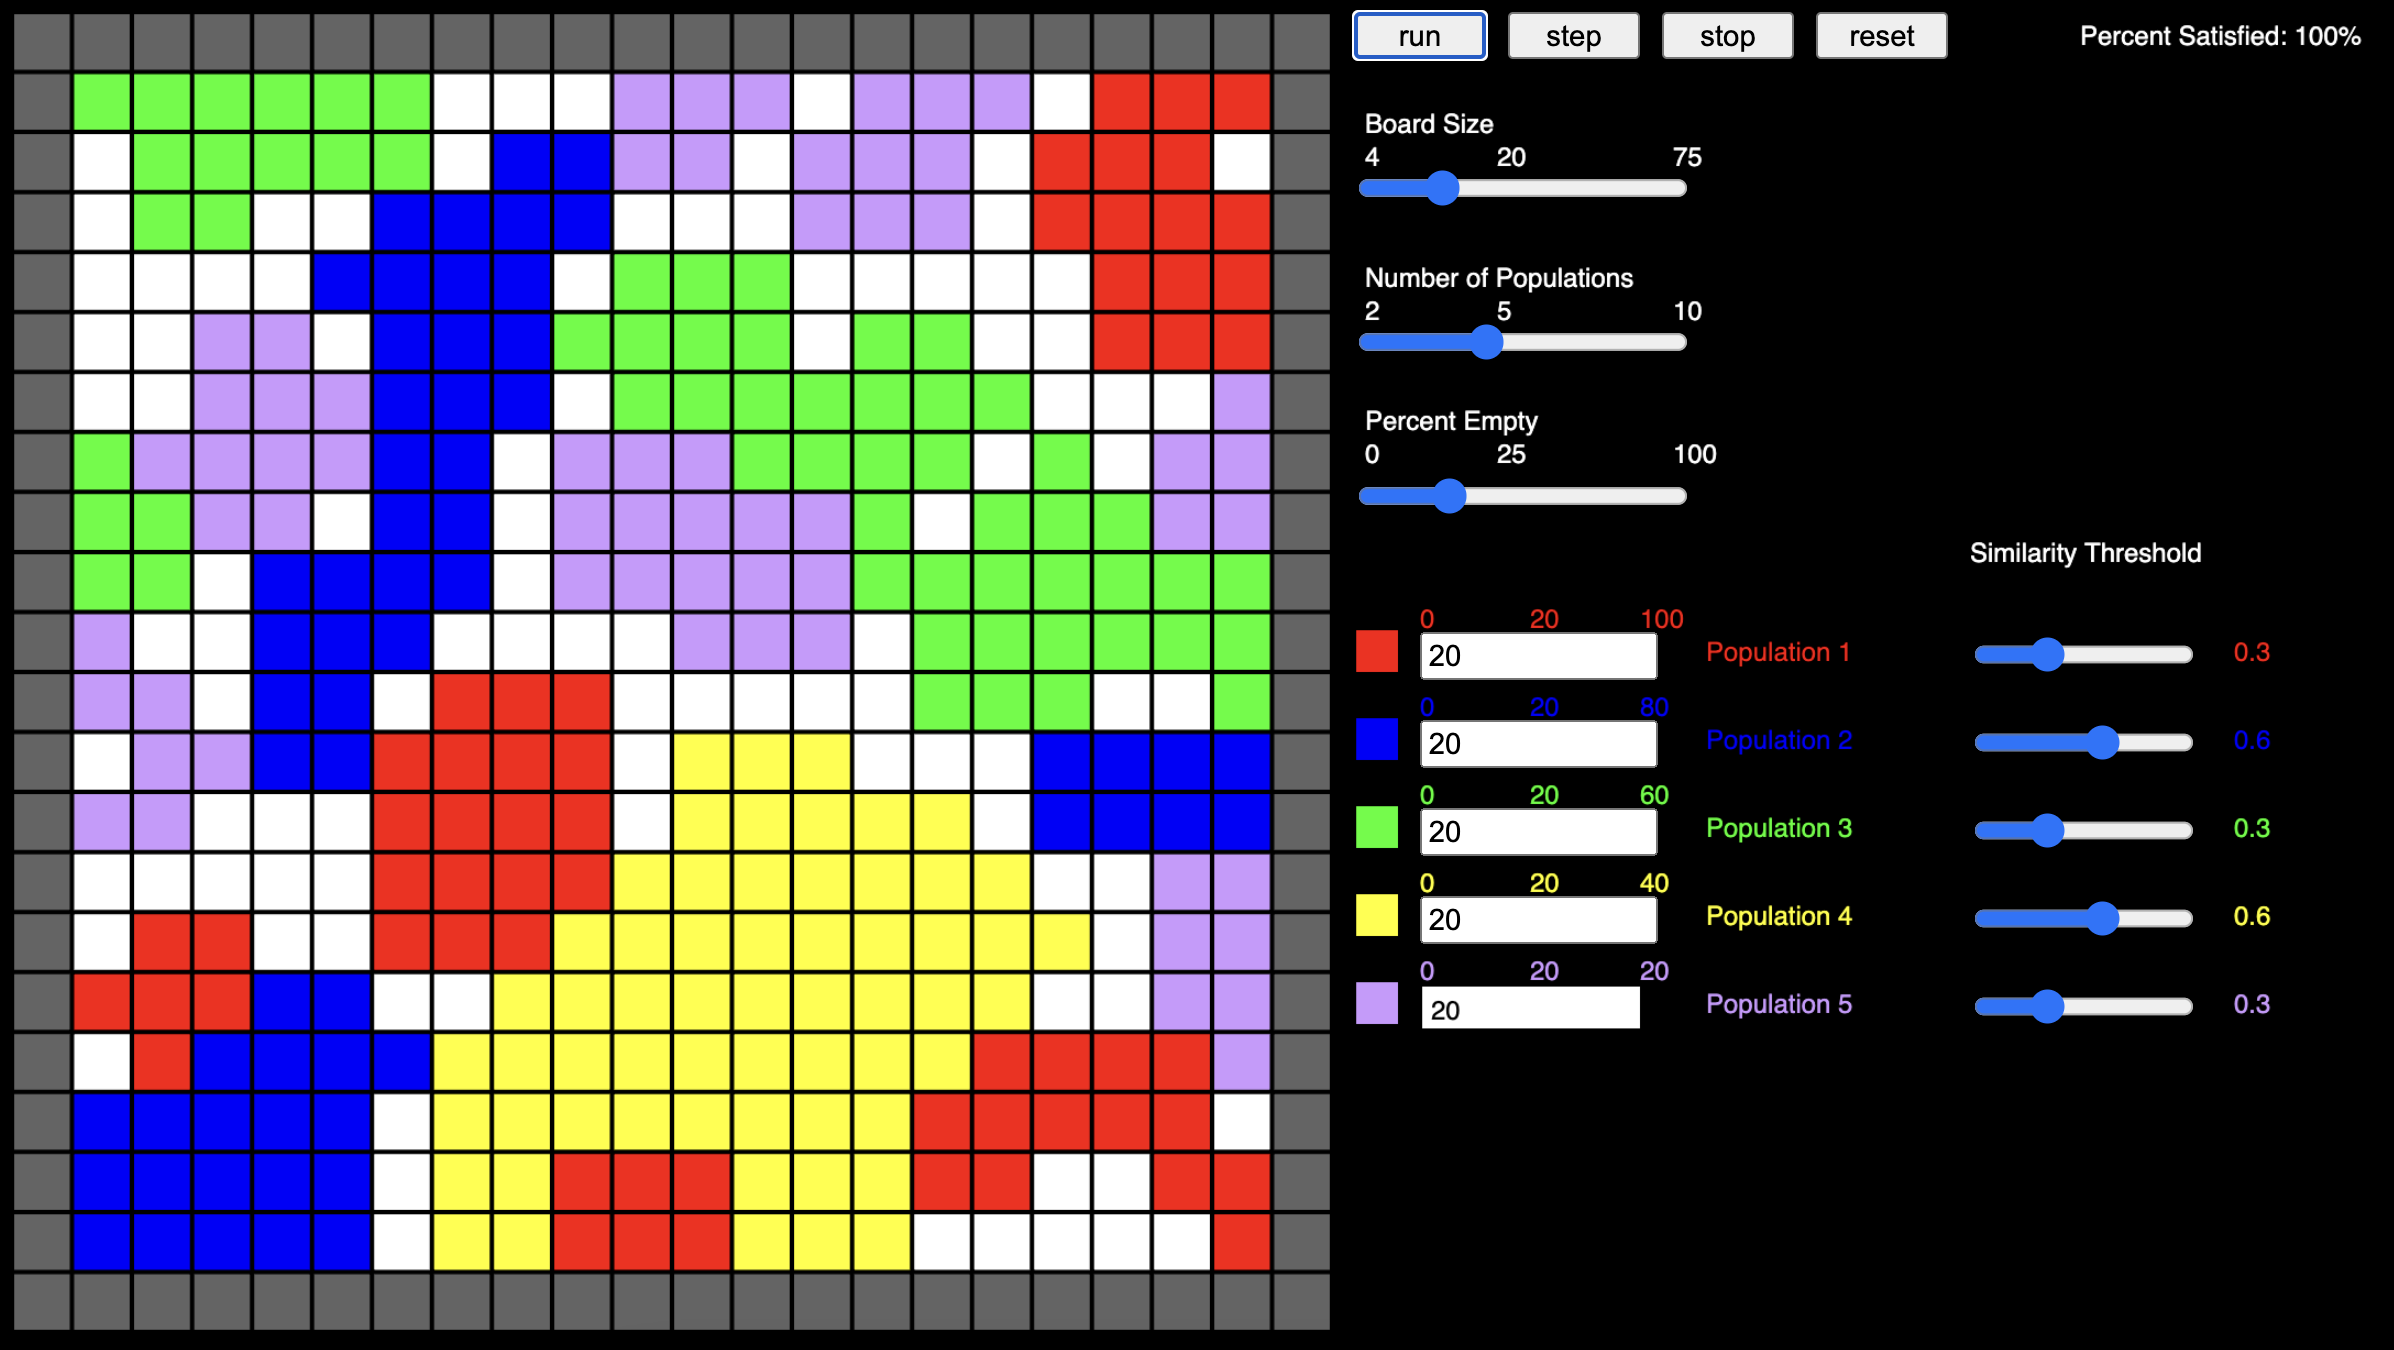 run step stop reset Percent Satisfied: 100%
Board Size
4 20 75
Number of Populations
2 5 10
Percent Empty
0 25 100
Similarity Threshold
0 20 100
20 Population 1 0.3
0 20 80
20 Population 2 0.6
0 20 60
20 Population 3 0.3
0 20 40
20 Population 4 0.6
0 20 20
20 Population 5 0.3